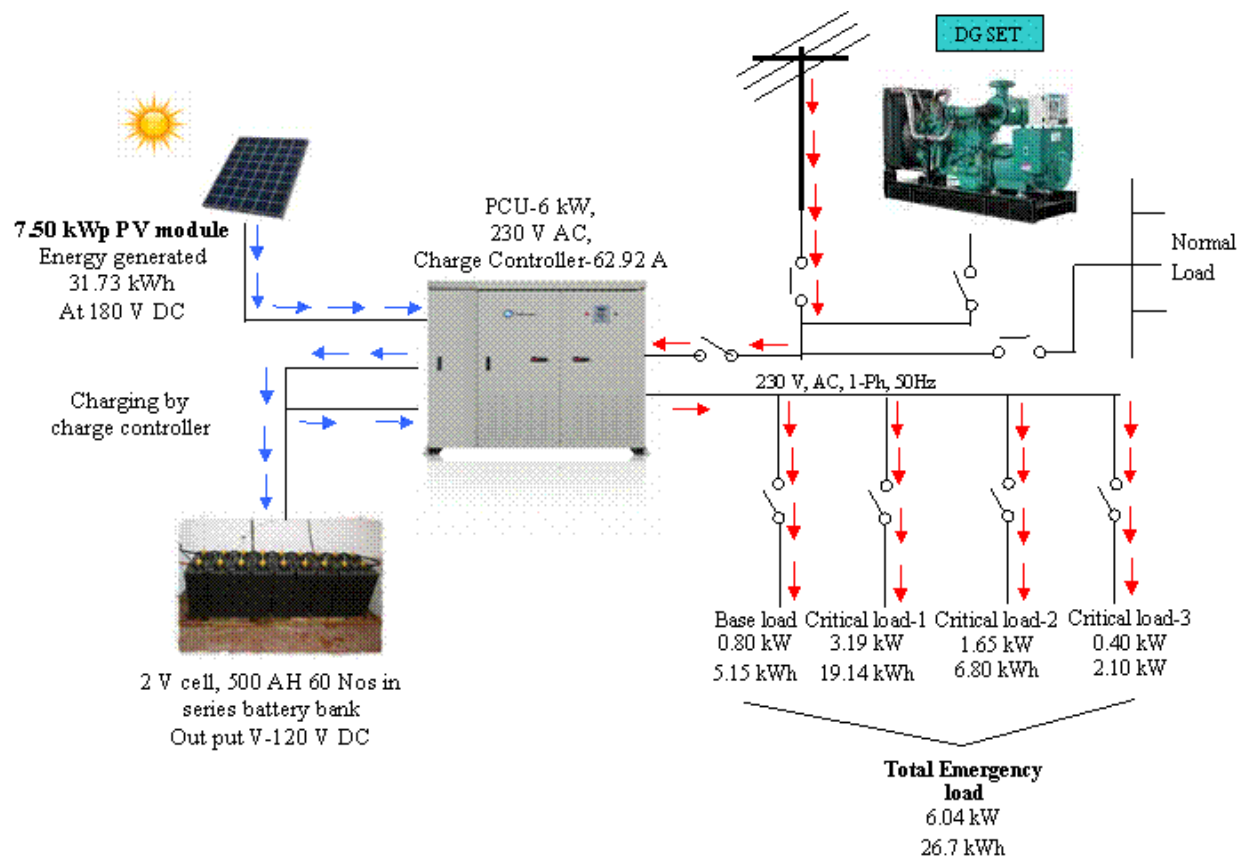 DG SET
7.50 kWp PV module
Energy generated
31.73 kWh
At 180 V DC
PCU-6 kW,
230 V AC,
Charge Controller-62.92 A
Normal
Load
Charging by
charge controller
230 V, AC, 1-Ph, 50Hz
2 V cell, 500 AH 60 Nos in
series battery bank
Out put V-120 V DC
Base load
0.80 kW
5.15 kWh
Critical load-1
3.19 kW
19.14 kWh
Critical load-2
1.65 kW
6.80 kWh
Critical load-3
0.40 kW
2.10 kW
Total Emergency
load
6.04 kW
26.7 kWh